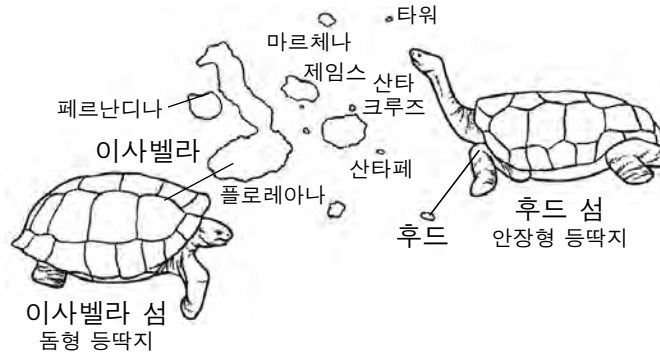 타워
마르체나
제임스
산타
크루즈
페르난디나
이사벨라
산타페
플로레아나
후드
후드 섬
안장형 등딱지
이사벨라 섬
돔형 등딱지